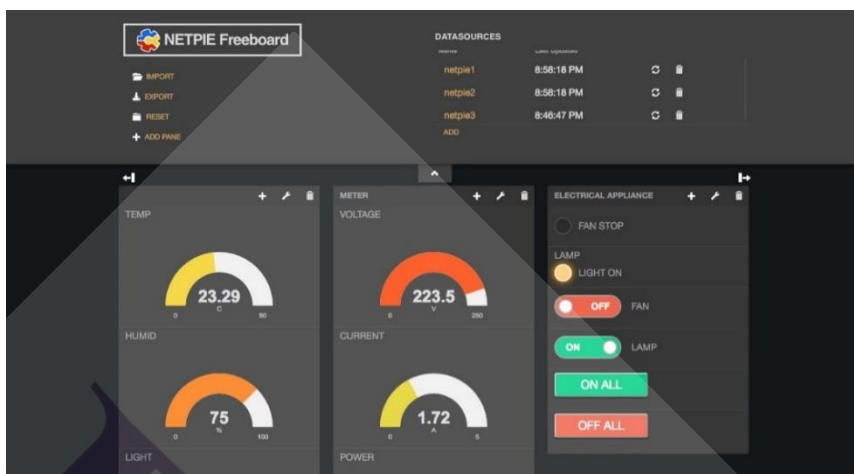 NETPIE Freeboard
IMPORT
EXPORT
RESET
ADD PANE
DATASOURCES
Name Last Updated
netpie1 8:58:18 PM
netpie2 8:58:18 PM
netpie3 8:46:47 PM
ADD
TEMP
23.29
C
0 50
HUMID
75
%
0 100
LIGHT
METER
VOLTAGE
223.5
V
0 250
CURRENT
1.72
A
0 5
POWER
ELECTRICAL APPLIANCE
FAN STOP
LAMP
LIGHT ON
OFF FAN
ON LAMP
ON ALL
OFF ALL